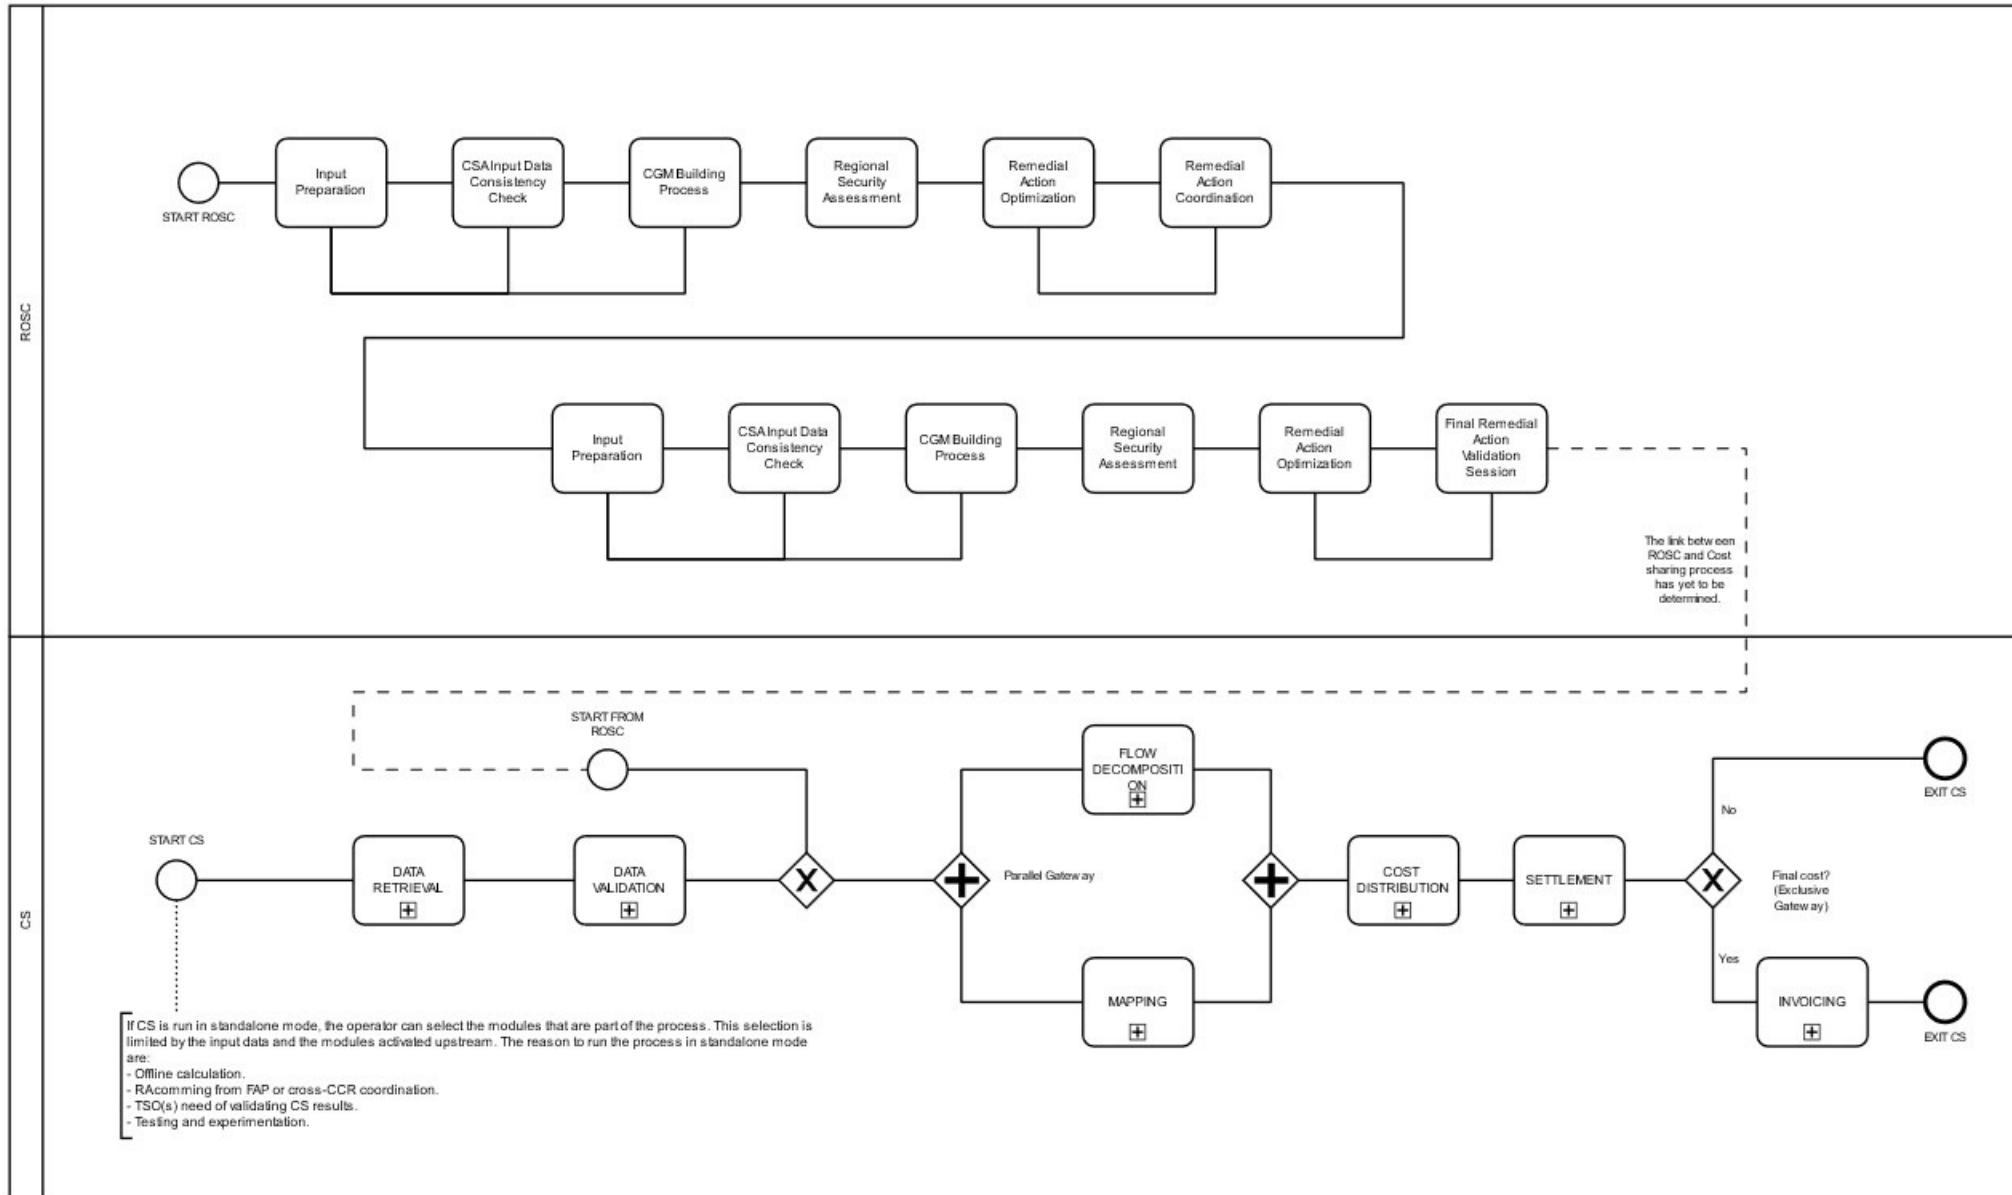 ROSC
START ROSC
Input
Preparation
CSA Input Data
Consistency
Check
CGM Building
Process
Regional
Security
Assessment
Remedial
Action
Optimization
Remedial
Action
Coordination
Input
Preparation
CSA Input Data
Consistency
Check
CGM Building
Process
Regional
Security
Assessment
Remedial
Action
Optimization
Final Remedial
Action
Validation
Session
The link between
ROSC and Cost
sharing process
has yet to be
determined.
CS
START FROM
ROSC
START CS
DATA
RETRIEVAL
DATA
VALIDATION
X
Parallel Gateway
FLOW
DECOMPOSITI
ON
MAPPING
COST
DISTRIBUTION
SETTLEMENT
X
Final cost?
(Exclusive
Gateway)
No
EXIT CS
Yes
INVOICING
EXIT CS
If CS is run in standalone mode, the operator can select the modules that are part of the process. This selection is
limited by the input data and the modules activated upstream. The reason to run the process in standalone mode
are:
- Offline calculation.
- RAcomming from FAP or cross-CCR coordination.
- TSO(s) need of validating CS results.
- Testing and experimentation.